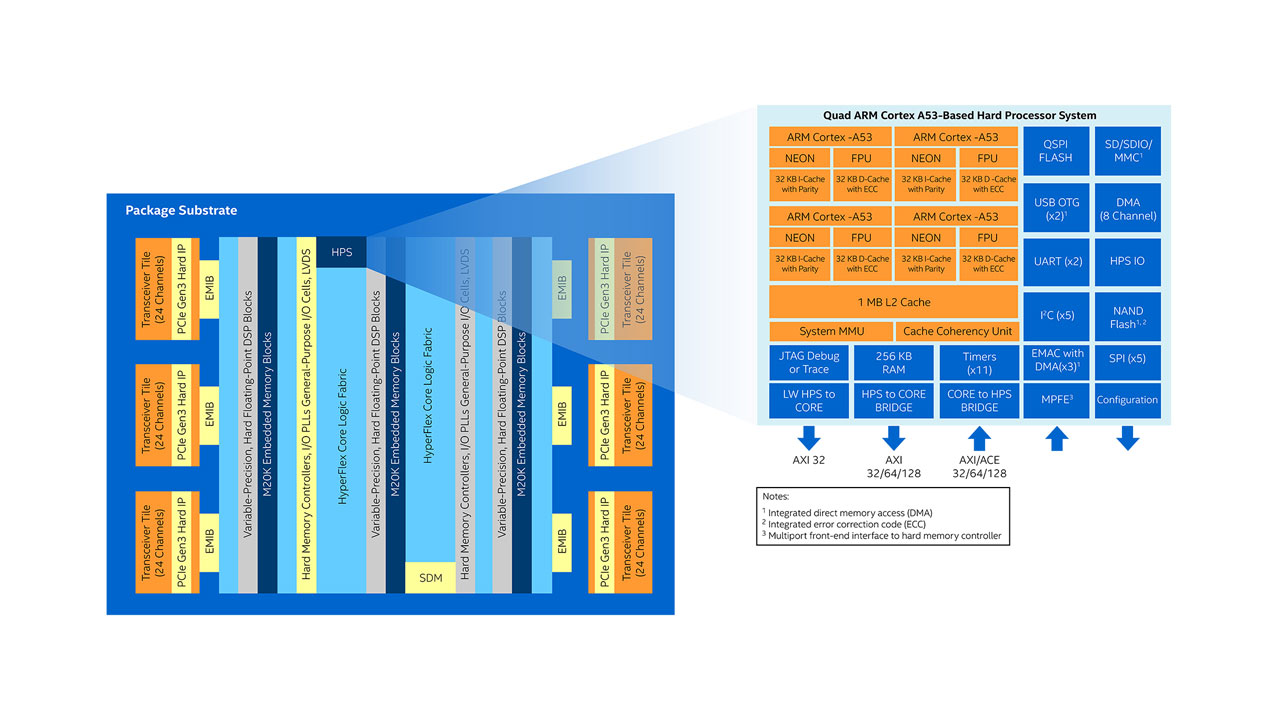 Package Substrate
Transceiver Tile
(24 Channels)
PCIe Gen3 Hard IP
EMIB
Transceiver Tile
(24 Channels)
PCIe Gen3 Hard IP
EMIB
Transceiver Tile
(24 Channels)
PCIe Gen3 Hard IP
EMIB
Variable-Precision, Hard Floating-Point DSP Blocks
M20K Embedded Memory Blocks
Hard Memory Controllers, I/O PLLs General-Purpose I/O Cells, LVDS
HPS
HyperFlex Core Logic Fabric
Variable-Precision, Hard Floating-Point DSP Blocks
M20K Embedded Memory Blocks
HyperFlex Core Logic Fabric
SDM
Hard Memory Controllers, I/O PLLs General-Purpose I/O Cells, LVDS
Variable-Precision, Hard Floating-Point DSP Blocks
M20K Embedded Memory Blocks
EMIB
PCIe Gen3 Hard IP
Transceiver Tile
(24 Channels)
EMIB
PCIe Gen3 Hard IP
Transceiver Tile
(24 Channels)
EMIB
PCIe Gen3 Hard IP
Transceiver Tile
(24 Channels)
Quad ARM Cortex A53-Based Hard Processor System
ARM Cortex -A53
NEON
FPU
32 KB I-Cache
with Parity
32 KB D-Cache
with ECC
ARM Cortex -A53
NEON
FPU
32 KB I-Cache
with Parity
32 KB D -Cache
with ECC
ARM Cortex -A53
NEON
FPU
32 KB I-Cache
with Parity
32 KB D-Cache
with ECC
ARM Cortex -A53
NEON
FPU
32 KB I-Cache
with Parity
32 KB D-Cache
with ECC
1 MB L2 Cache
System MMU
Cache Coherency Unit
QSPI
FLASH
SD/SDIO/
MMC¹
USB OTG
(x2)¹
DMA
(8 Channel)
UART (x2)
HPS IO
I²C (x5)
NAND
Flash¹, ²
JTAG Debug
or Trace
256 KB
RAM
Timers
(x11)
EMAC with
DMA(x3)¹
SPI (x5)
LW HPS to
CORE
HPS to CORE
BRIDGE
CORE to HPS
BRIDGE
MPFE³
Configuration
AXI 32
AXI
32/64/128
AXI/ACE
32/64/128
Notes:
¹ Integrated direct memory access (DMA)
² Integrated error correction code (ECC)
³ Multiport front-end interface to hard memory controller